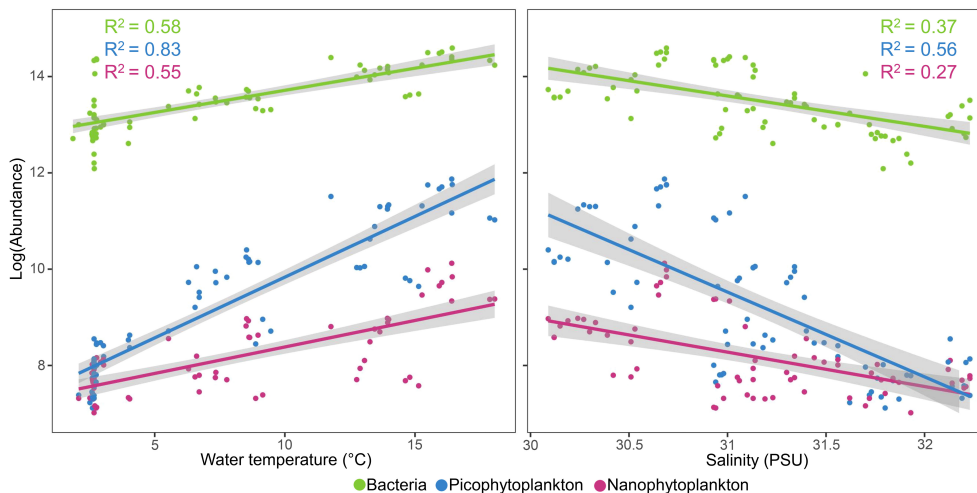 R² = 0.58
R² = 0.83
R² = 0.55
R² = 0.37
R² = 0.56
R² = 0.27
Log(Abundance)
14
12
10
8
5
10
15
30
30.5
31
31.5
32
Water temperature (°C)
Salinity (PSU)
Bacteria
Picophytoplankton
Nanophytoplankton